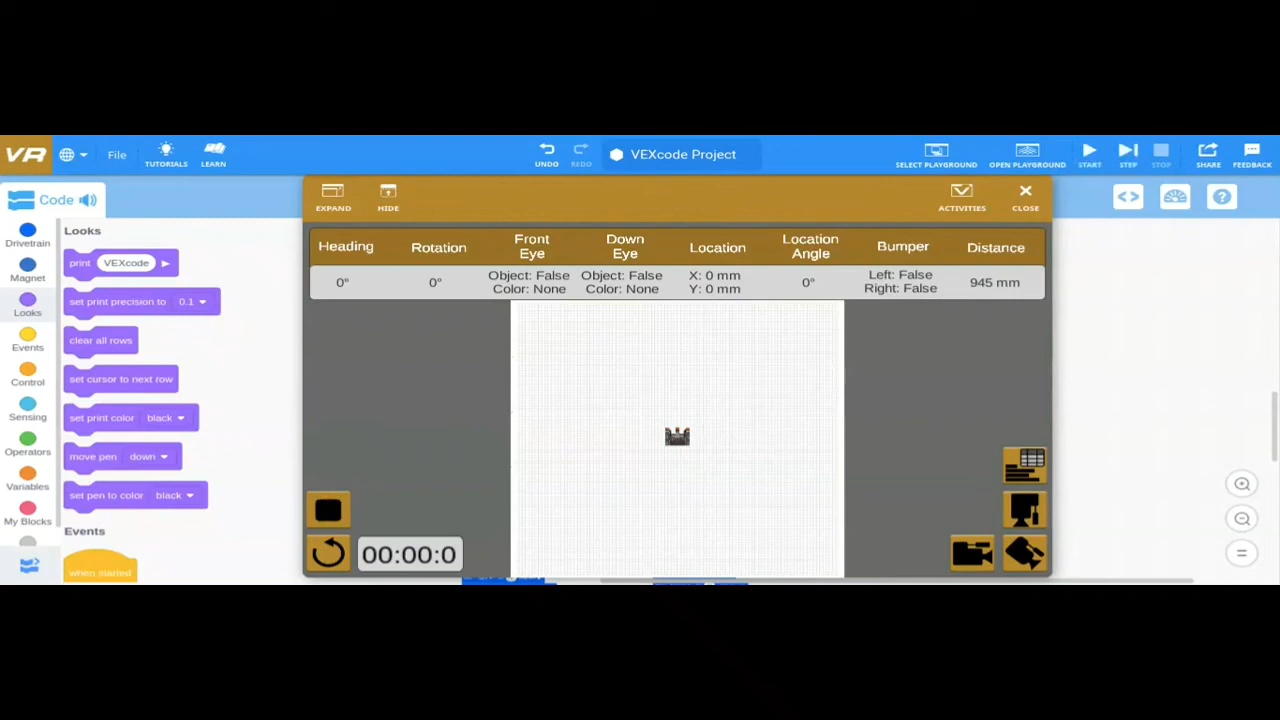 VR
File
TUTORIALS
LEARN
UNDO
REDO
VEXcode Project
SELECT PLAYGROUND
OPEN PLAYGROUND
START
STEP
STOP
SHARE
FEEDBACK
Code
EXPAND
HIDE
ACTIVITIES
CLOSE
Drivetrain
Magnet
Looks
Events
Control
Sensing
Operators
Variables
My Blocks
Looks
print VEXcode
set print precision to 0.1
clear all rows
set cursor to next row
set print color black
move pen down
set pen to color black
Events
when started
Heading
Rotation
Front
Eye
Down
Eye
Location
Location
Angle
Bumper
Distance
0°
0°
Object: False
Color: None
Object: False
Color: None
X: 0 mm
Y: 0 mm
0°
Left: False
Right: False
945 mm
00:00:0